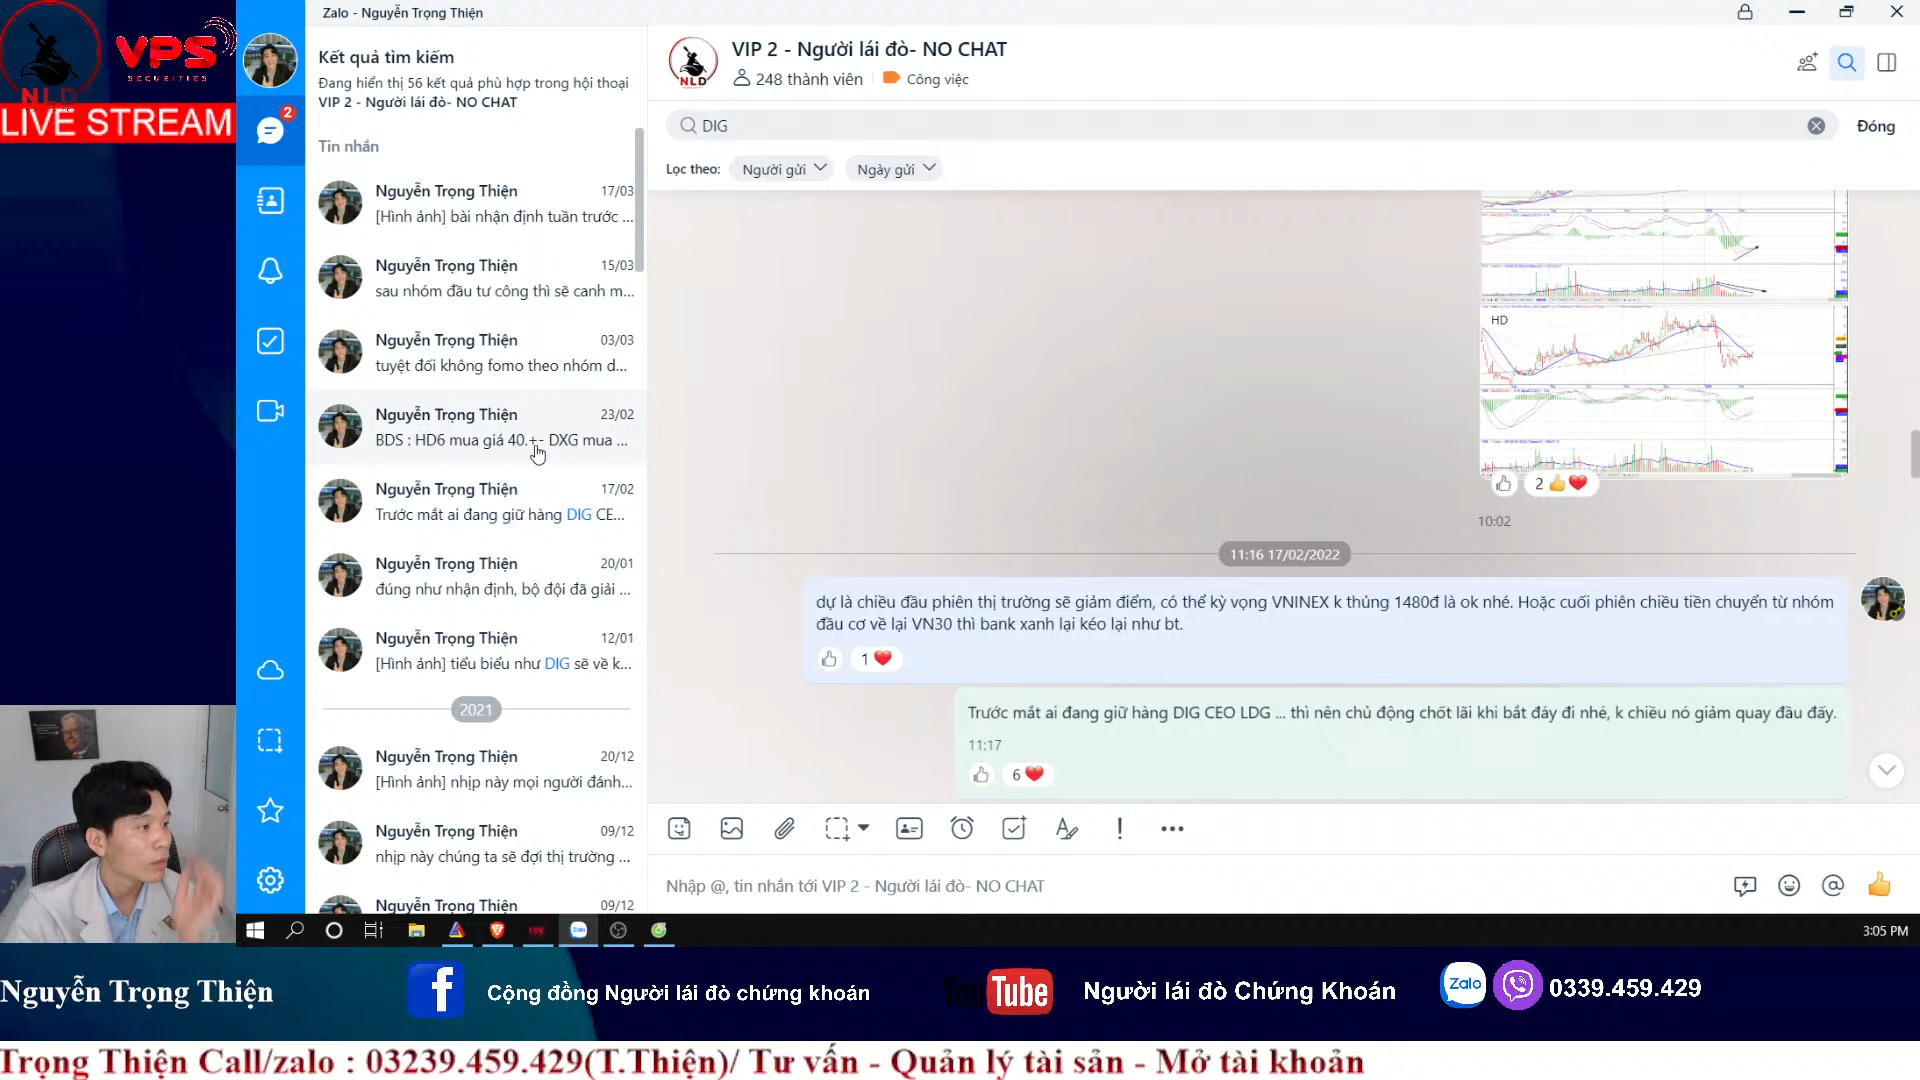 Zalo - Nguyễn Trọng Thiện
VPS
SECURITIES
NLD
LIVE STREAM
2
Kết quả tìm kiếm
Đang hiển thị 56 kết quả phù hợp trong hội thoại
VIP 2 - Người lái đò- NO CHAT
Tin nhắn
Nguyễn Trọng Thiện 17/03
[Hình ảnh] bài nhận định tuần trước ...
Nguyễn Trọng Thiện 15/03
sau nhóm đầu tư công thì sẽ canh m...
Nguyễn Trọng Thiện 03/03
tuyệt đối không fomo theo nhóm d...
Nguyễn Trọng Thiện 23/02
BDS : HD6 mua giá 40.+- DXG mua ...
Nguyễn Trọng Thiện 17/02
Trước mắt ai đang giữ hàng DIG CE...
Nguyễn Trọng Thiện 20/01
đúng như nhận định, bộ đội đã giải ...
Nguyễn Trọng Thiện 12/01
[Hình ảnh] tiểu biểu như DIG sẽ về k...
2021
Nguyễn Trọng Thiện 20/12
[Hình ảnh] nhịp này mọi người đánh...
Nguyễn Trọng Thiện 09/12
nhịp này chúng ta sẽ đợi thị trường ...
Nguyễn Trọng Thiện 09/12
NLD
VIP 2 - Người lái đò- NO CHAT
248 thành viên Công việc
DIG
Đóng
Lọc theo: Người gửi Ngày gửi
HD
2
10:02
11:16 17/02/2022
dự là chiều đầu phiên thị trường sẽ giảm điểm, có thể kỳ vọng VNINEX k thủng 1480đ là ok nhé. Hoặc cuối phiên chiều tiền chuyển từ nhóm
đầu cơ về lại VN30 thì bank xanh lại kéo lại như bt.
1
Trước mắt ai đang giữ hàng DIG CEO LDG ... thì nên chủ động chốt lãi khi bắt đáy đi nhé, k chiều nó giảm quay đầu đấy.
11:17
6
Nhập @, tin nhắn tới VIP 2 - Người lái đò- NO CHAT
3:05 PM
Nguyễn Trọng Thiện
Cộng đồng Người lái đò chứng khoán
YouTube
Người lái đò Chứng Khoán
Zalo
0339.459.429
Trọng Thiện Call/zalo : 03239.459.429(T.Thiện)/ Tư vấn - Quản lý tài sản - Mở tài khoản